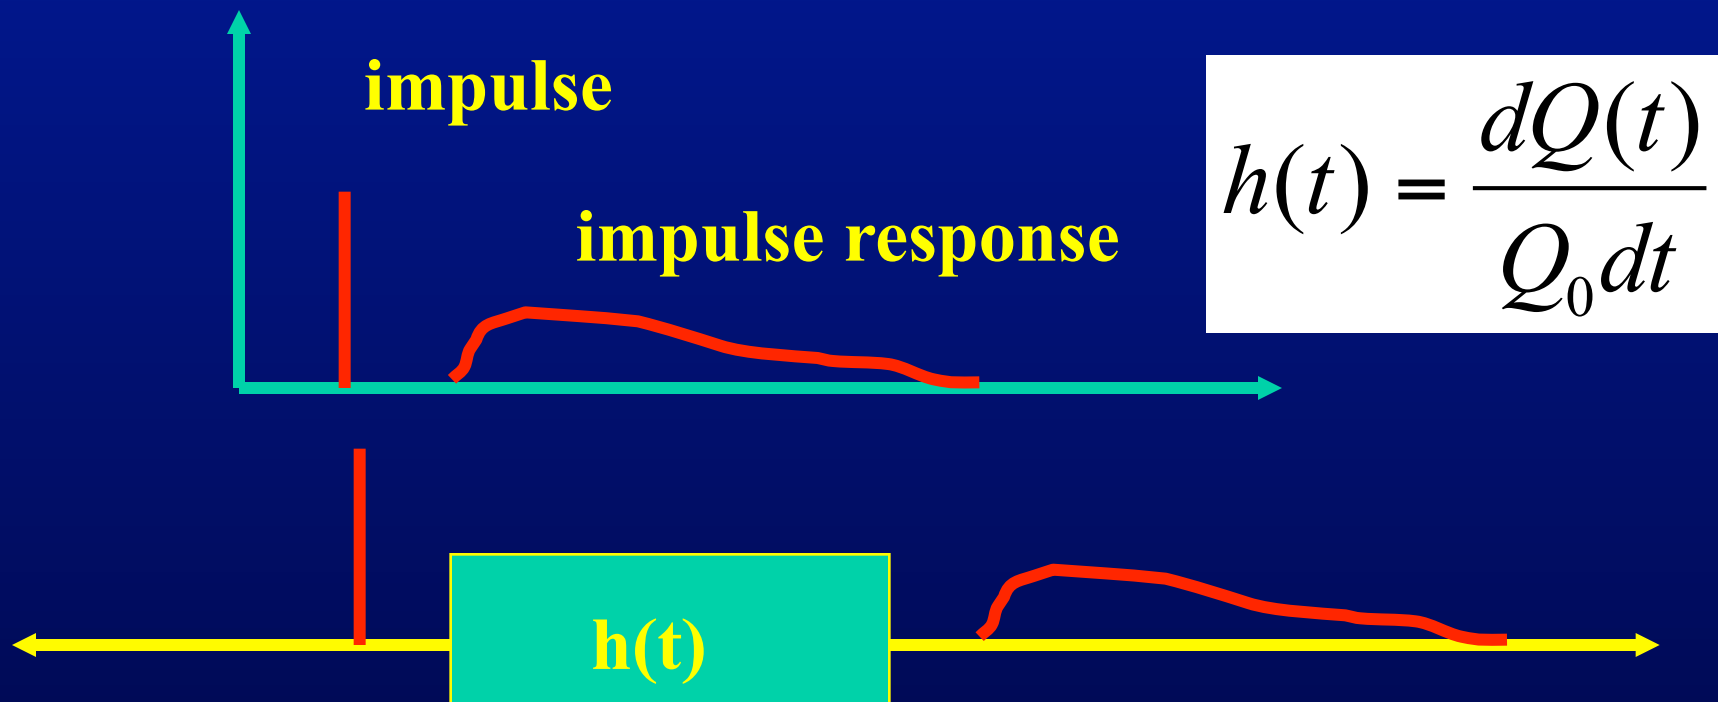 impulse
impulse response
h(t) = dQ(t) / Q₀dt
h(t)